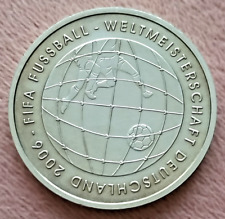 FIFA FUSSBALL - WELTMEISTERSCHAFT DEUTSCHLAND 2006 ·